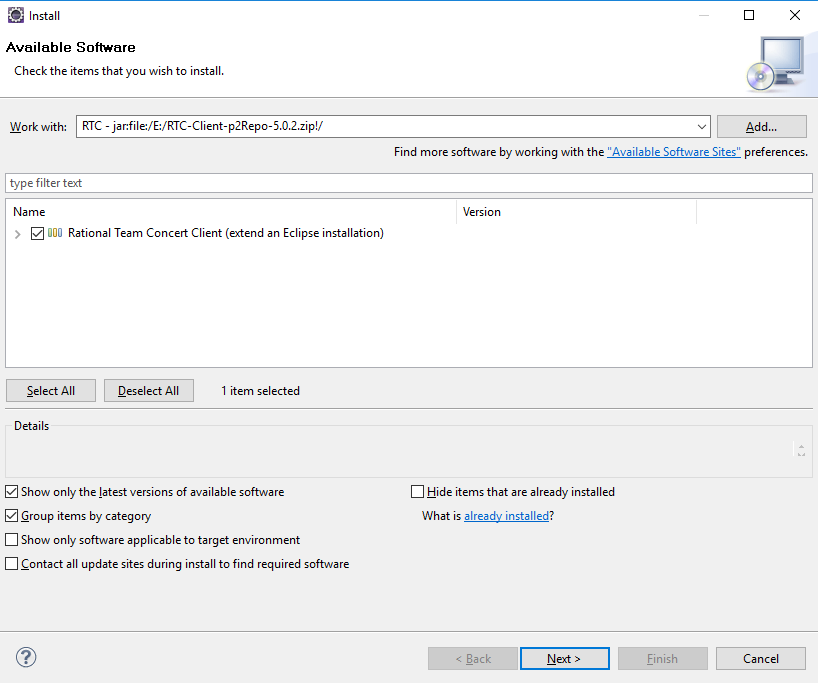 Install
Available Software
Check the items that you wish to install.
Work with: RTC - jar:file:/E:/RTC-Client-p2Repo-5.0.2.zip!/ Add...
Find more software by working with the "Available Software Sites" preferences.
type filter text
Name Version
Rational Team Concert Client (extend an Eclipse installation)
Select All Deselect All 1 item selected
Details
Show only the latest versions of available software Hide items that are already installed
Group items by category What is already installed?
Show only software applicable to target environment
Contact all update sites during install to find required software
? < Back Next > Finish Cancel